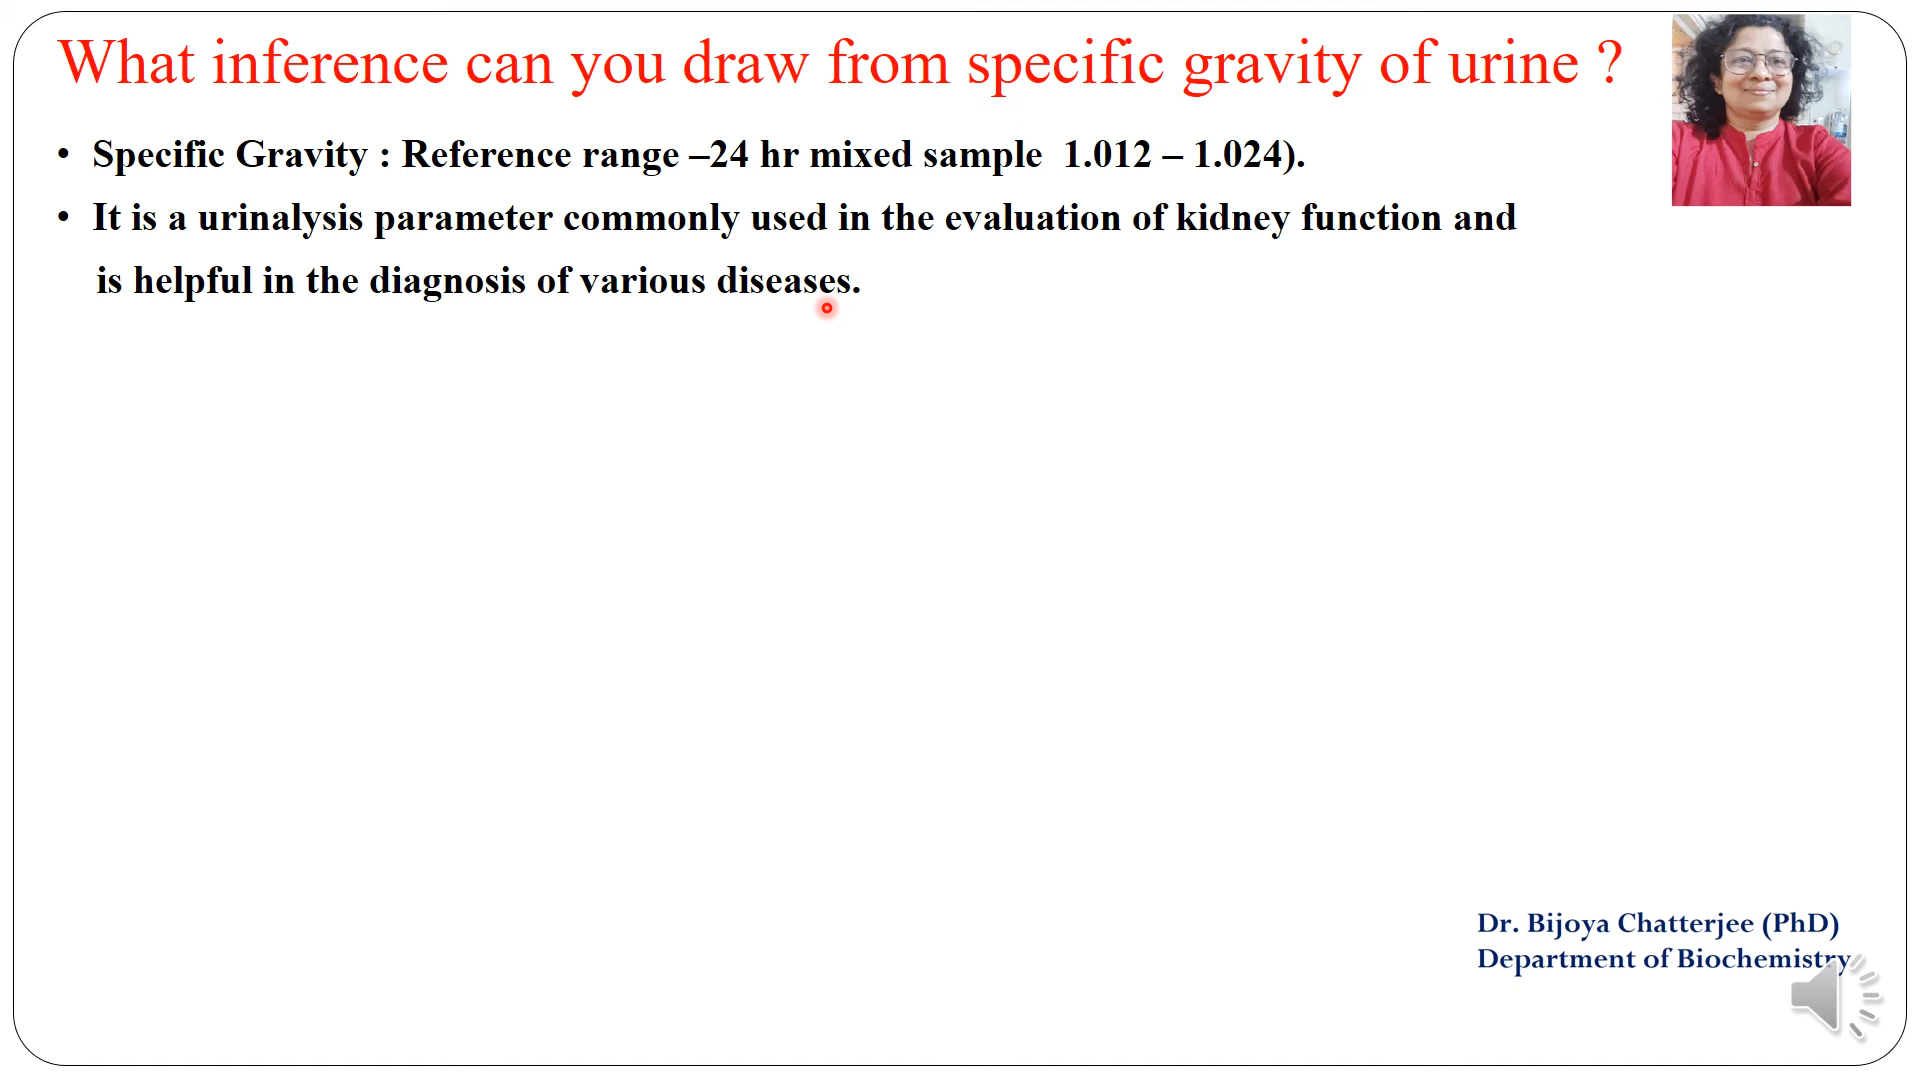 What inference can you draw from specific gravity of urine ?
• Specific Gravity : Reference range –24 hr mixed sample  1.012 – 1.024).
• It is a urinalysis parameter commonly used in the evaluation of kidney function and
is helpful in the diagnosis of various diseases.
Dr. Bijoya Chatterjee (PhD)
Department of Biochemistry